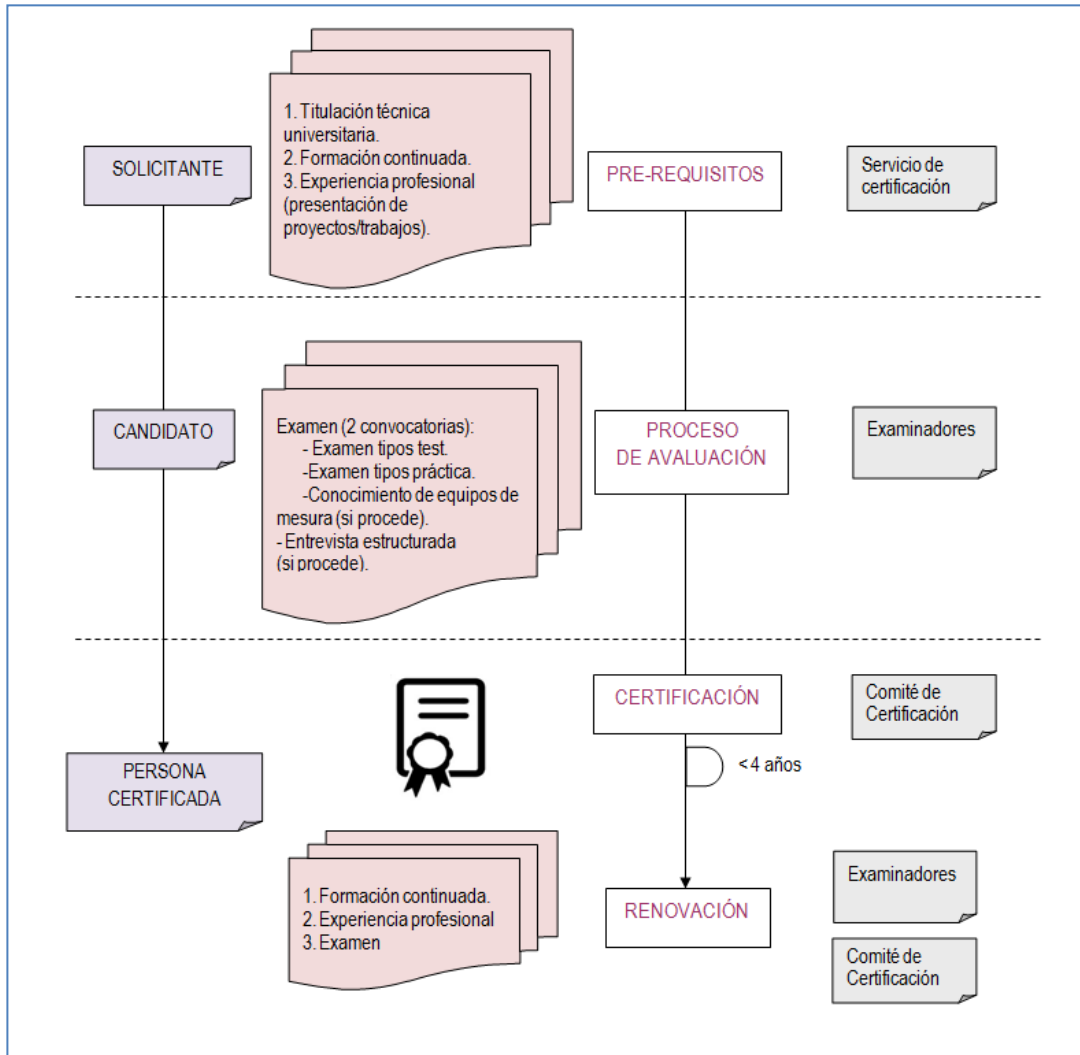 SOLICITANTE
1. Titulación técnica
universitaria.
2. Formación continuada.
3. Experiencia profesional
(presentación de
proyectos/trabajos).
PRE-REQUISITOS
Servicio de
certificación
CANDIDATO
Examen (2 convocatorias):
- Examen tipos test.
-Examen tipos práctica.
-Conocimiento de equipos de
mesura (si procede).
- Entrevista estructurada
(si procede).
PROCESO
DE AVALUACIÓN
Examinadores
CERTIFICACIÓN
Comité de
Certificación
< 4 años
PERSONA
CERTIFICADA
1. Formación continuada.
2. Experiencia profesional
3. Examen
RENOVACIÓN
Examinadores
Comité de
Certificación